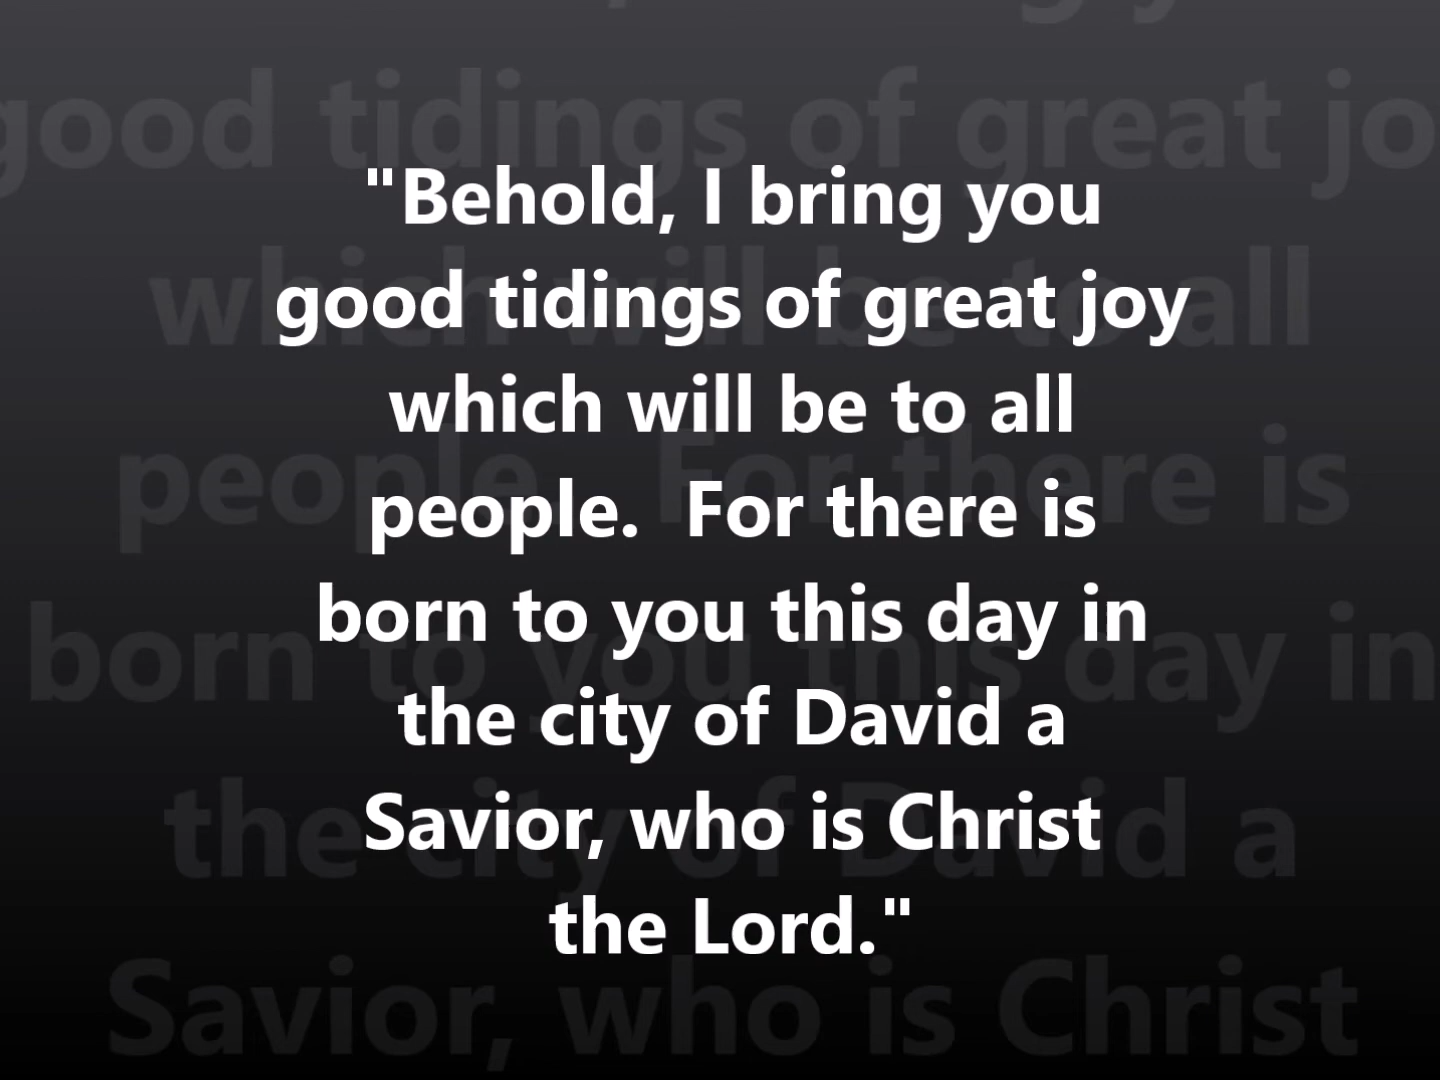 "Behold, I bring you
good tidings of great joy
which will be to all
people.  For there is
born to you this day in
the city of David a
Savior, who is Christ
the Lord."